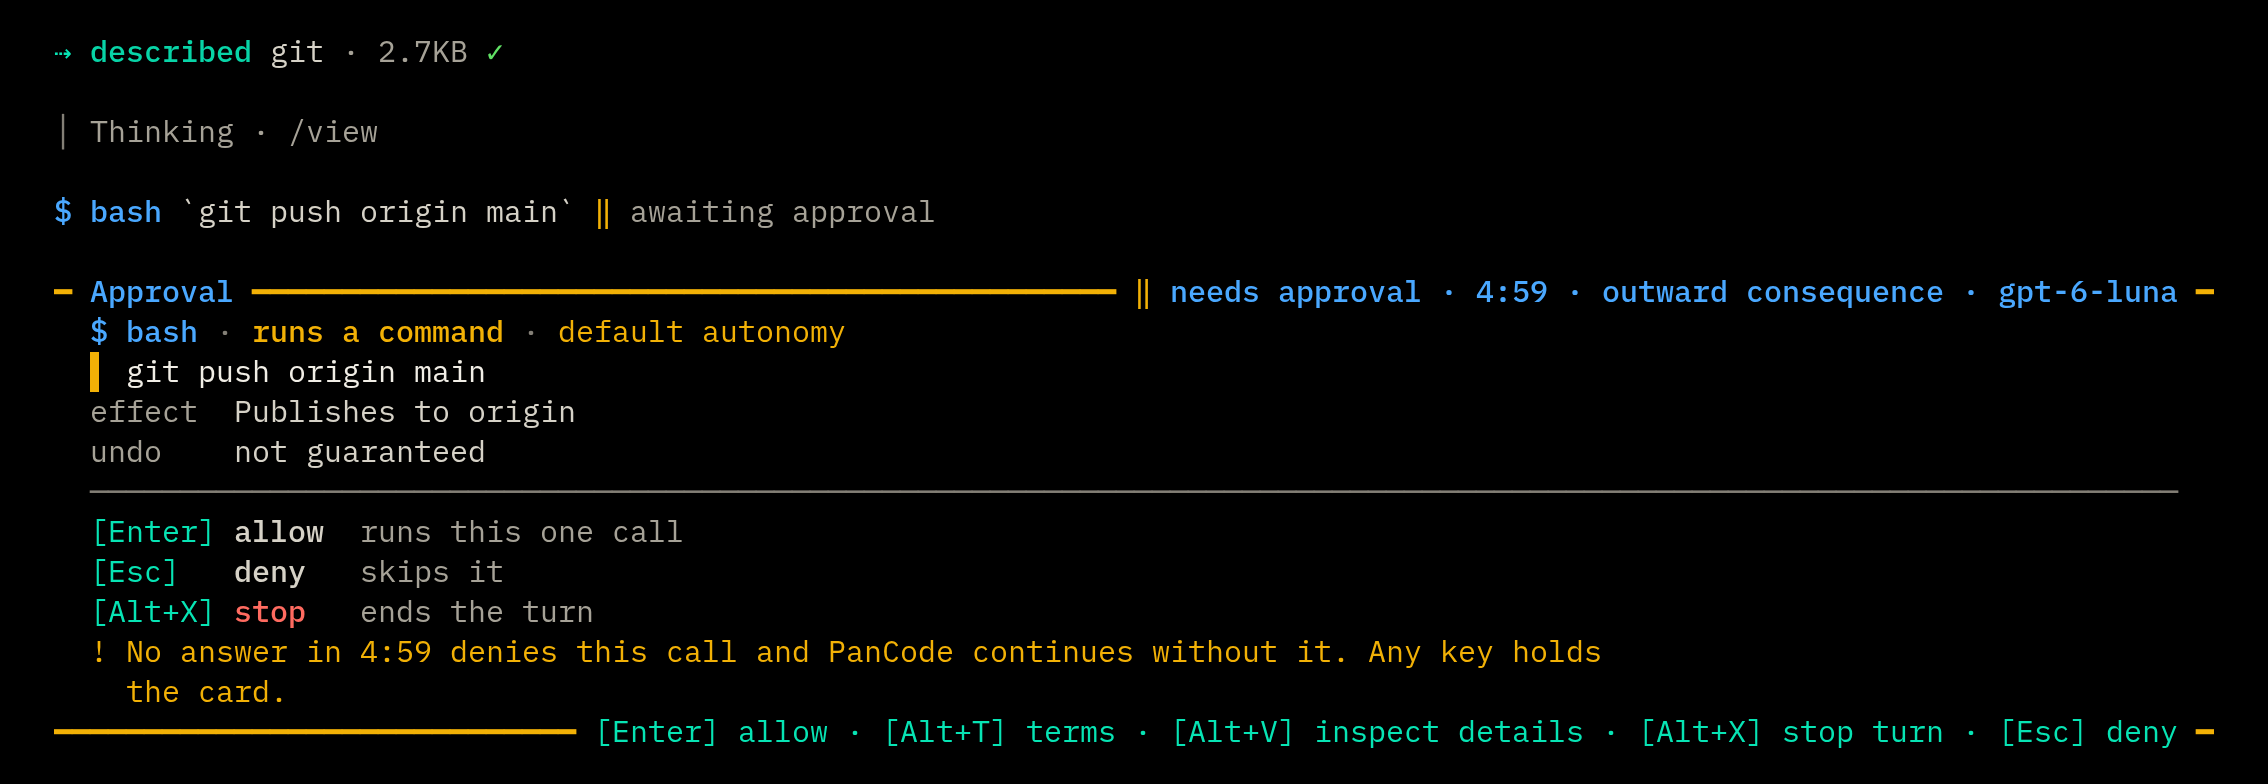 ⇢ described git · 2.7KB ✓
│ Thinking · /view
$ bash `git push origin main` ‖ awaiting approval
━ Approval ━━━━━━━━━━━━━━━━━━━━━━━━━━━━━━━━━━━━━━━━━━━━━━━━ ‖ needs approval · 4:59 · outward consequence · gpt-6-luna ━
$ bash · runs a command · default autonomy
▌ git push origin main
effect  Publishes to origin
undo    not guaranteed
[Enter] allow  runs this one call
[Esc]   deny   skips it
[Alt+X] stop   ends the turn
! No answer in 4:59 denies this call and PanCode continues without it. Any key holds
the card.
━━━━━━━━━━━━━━━━━━━━━━━━━━━━━ [Enter] allow · [Alt+T] terms · [Alt+V] inspect details · [Alt+X] stop turn · [Esc] deny ━